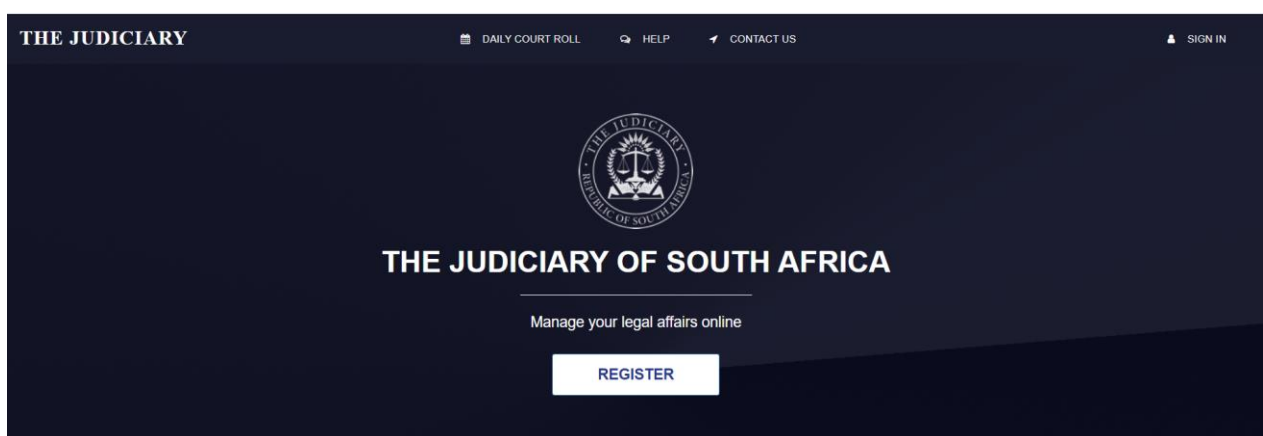 THE JUDICIARY
DAILY COURT ROLL
HELP
CONTACT US
SIGN IN
THE JUDICIARY
REPUBLIC OF SOUTH AFRICA
THE JUDICIARY OF SOUTH AFRICA
Manage your legal affairs online
REGISTER